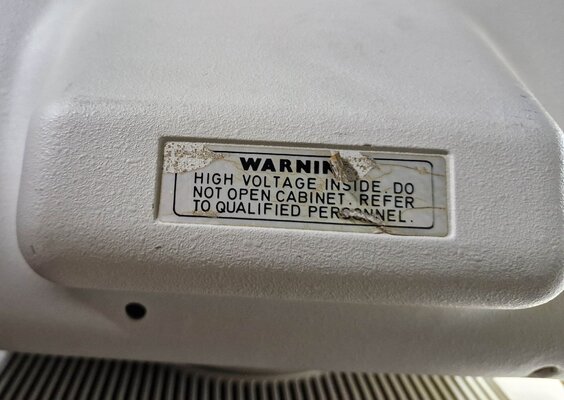 WARNIN
HIGH VOLTAGE INSIDE. DO
NOT OPEN CABINET. REFER
TO QUALIFIED PERSONNEL.